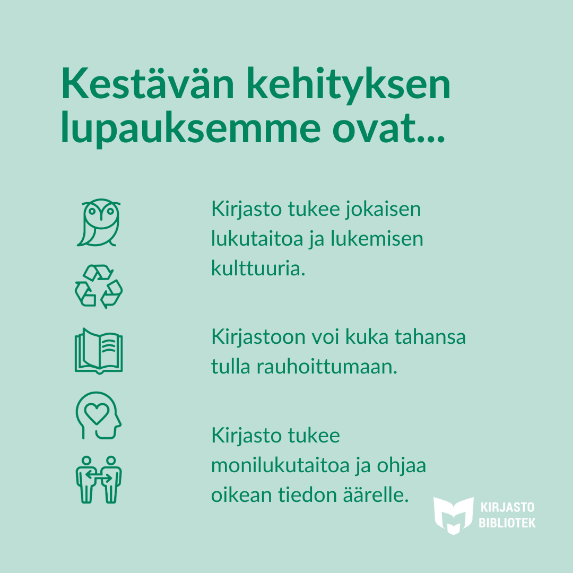 Kestävän kehityksen
lupauksemme ovat...
Kirjasto tukee jokaisen
lukutaitoa ja lukemisen
kulttuuria.
Kirjastoon voi kuka tahansa
tulla rauhoittumaan.
Kirjasto tukee
monilukutaitoa ja ohjaa
oikean tiedon äärelle.
KIRJASTO
BIBLIOTEK